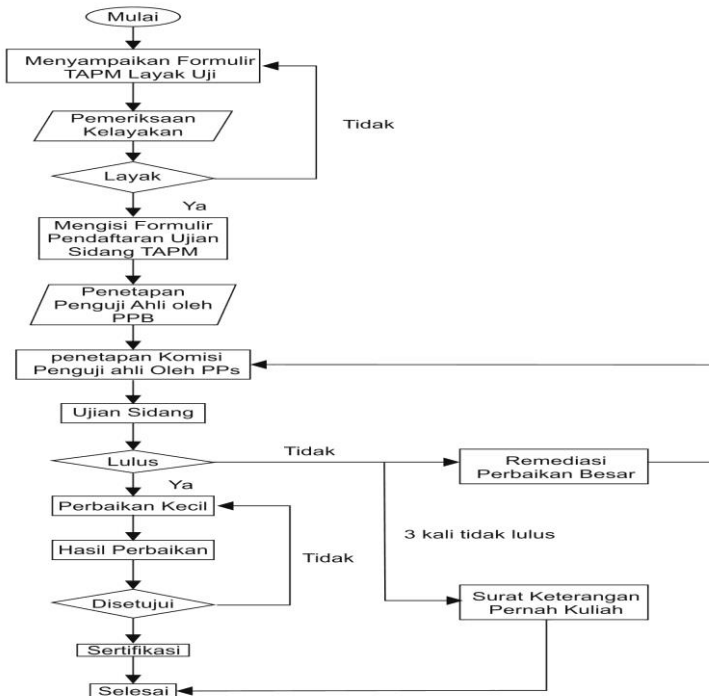 Mulai
Menyampaikan Formulir
TAPM Layak Uji
Pemeriksaan
Kelayakan
Tidak
Layak
Ya
Mengisi Formulir
Pendaftaran Ujian
Sidang TAPM
Penetapan
Penguji Ahli oleh
PPB
penetapan Komisi
Penguji ahli Oleh PPs
Ujian Sidang
Lulus
Tidak
Remediasi
Perbaikan Besar
Ya
Perbaikan Kecil
3 kali tidak lulus
Hasil Perbaikan
Tidak
Disetujui
Surat Keterangan
Pernah Kuliah
Sertifikasi
Selesai